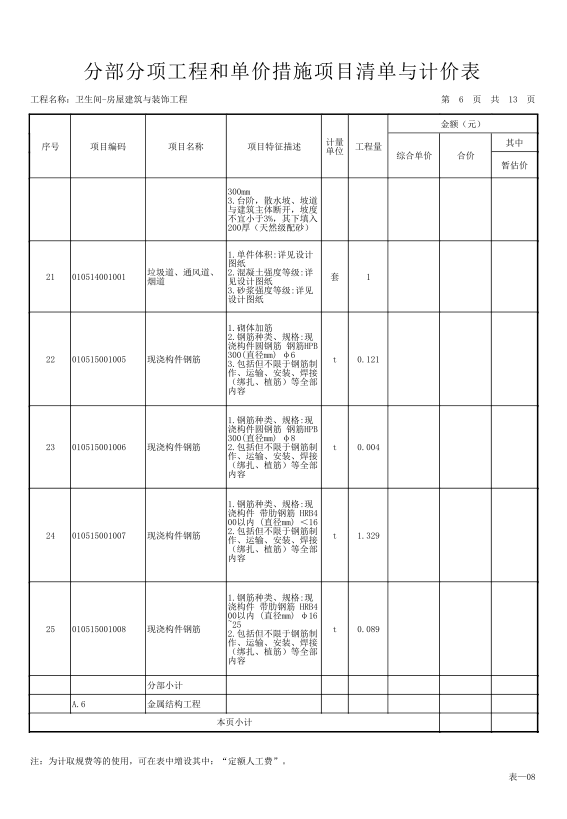 分部分项工程和单价措施项目清单与计价表
工程名称：卫生间-房屋建筑与装饰工程 第 6 页 共 13 页
序号 项目编码 项目名称 项目特征描述 计量单位 工程量 金额（元）
综合单价 合价 其中
暂估价
300mm
3.台阶，散水坡、坡道
与建筑主体断开，坡度
不宜小于3%，其下填入
200厚（天然级配砂）
21 010514001001 垃圾道、通风道、烟道 套 1
1.单件体积:详见设计
图纸
2.混凝土强度等级:详
见设计图纸
3.砂浆强度等级:详见
设计图纸
22 010515001005 现浇构件钢筋 t 0.121
1.砌体加筋
2.钢筋种类、规格:现
浇构件圆钢筋 钢筋HPB
300(直径mm) φ6
3.包括但不限于钢筋制
作、运输、安装、焊接
（绑扎、植筋）等全部
内容
23 010515001006 现浇构件钢筋 t 0.004
1.钢筋种类、规格:现
浇构件圆钢筋 钢筋HPB
300(直径mm) φ8
2.包括但不限于钢筋制
作、运输、安装、焊接
（绑扎、植筋）等全部
内容
24 010515001007 现浇构件钢筋 t 1.329
1.钢筋种类、规格:现
浇构件 带肋钢筋 HRB4
00以内 (直径mm) ＜16
2.包括但不限于钢筋制
作、运输、安装、焊接
（绑扎、植筋）等全部
内容
25 010515001008 现浇构件钢筋 t 0.089
1.钢筋种类、规格:现
浇构件 带肋钢筋 HRB4
00以内 (直径mm) φ16
~25
2.包括但不限于钢筋制
作、运输、安装、焊接
（绑扎、植筋）等全部
内容
分部小计
A.6 金属结构工程
本页小计
注：为计取规费等的使用，可在表中增设其中：“定额人工费”。
表—08